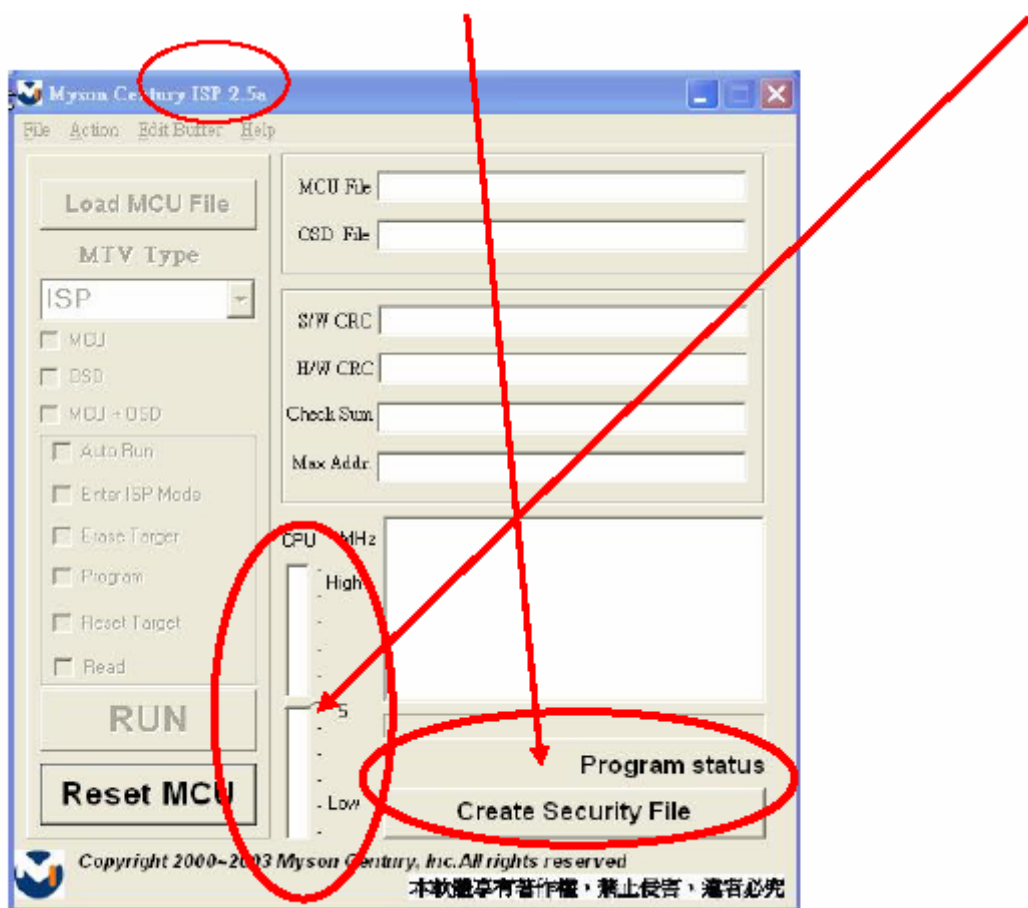 Myson Century ISP 2.5a
File Action Edit Buffer Help
Load MCU File
MTV Type
ISP
MCU
OSD
MCU + OSD
Auto Run
Enter ISP Mode
Erase Targer
Program
Reset Target
Read
RUN
Reset MCU
MCU File
OSD File
S/W CRC
H/W CRC
Check Sum
Max Addr.
CPU MHz
High
5
Low
Program status
Create Security File
Copyright 2000~2003 Myson Century, Inc. All rights reserved
本軟體享有著作權，禁止侵害，違者必究